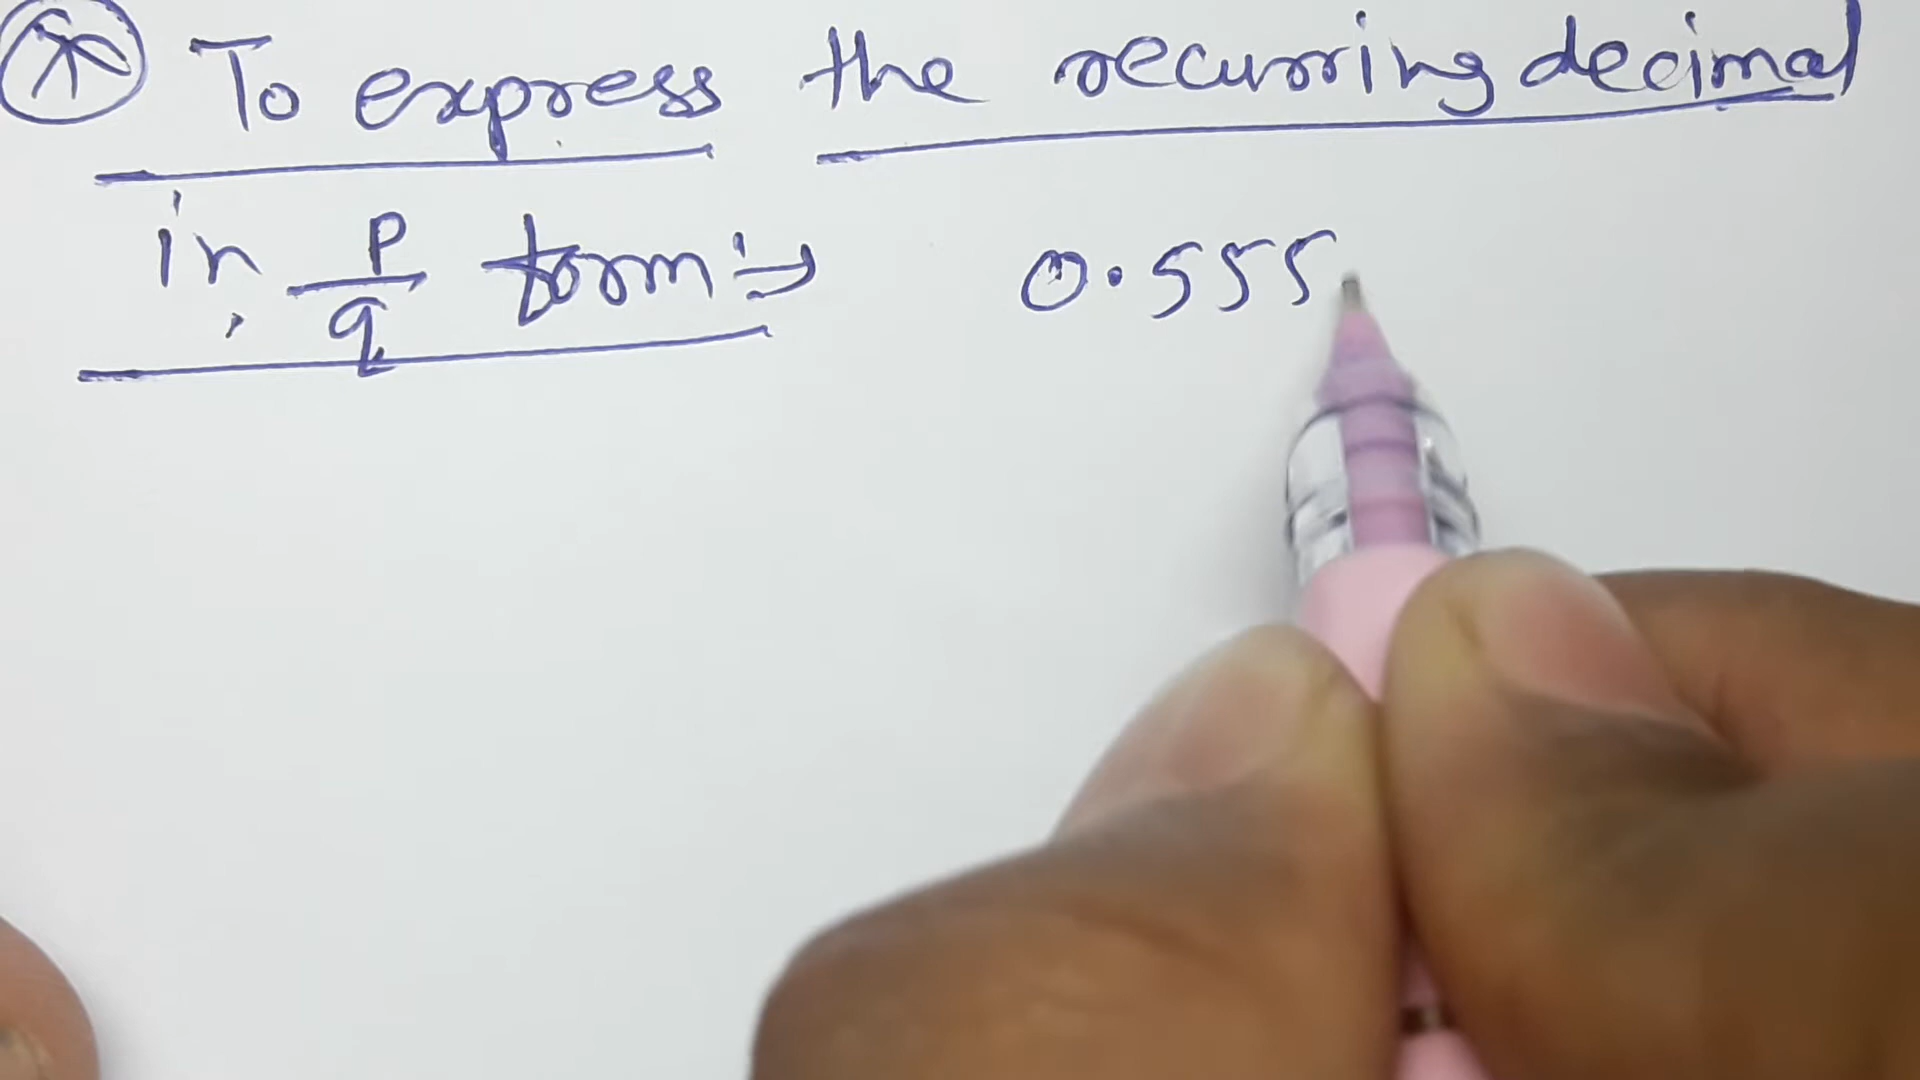 To express the recurring decimal
in p/q form :→ 0.555